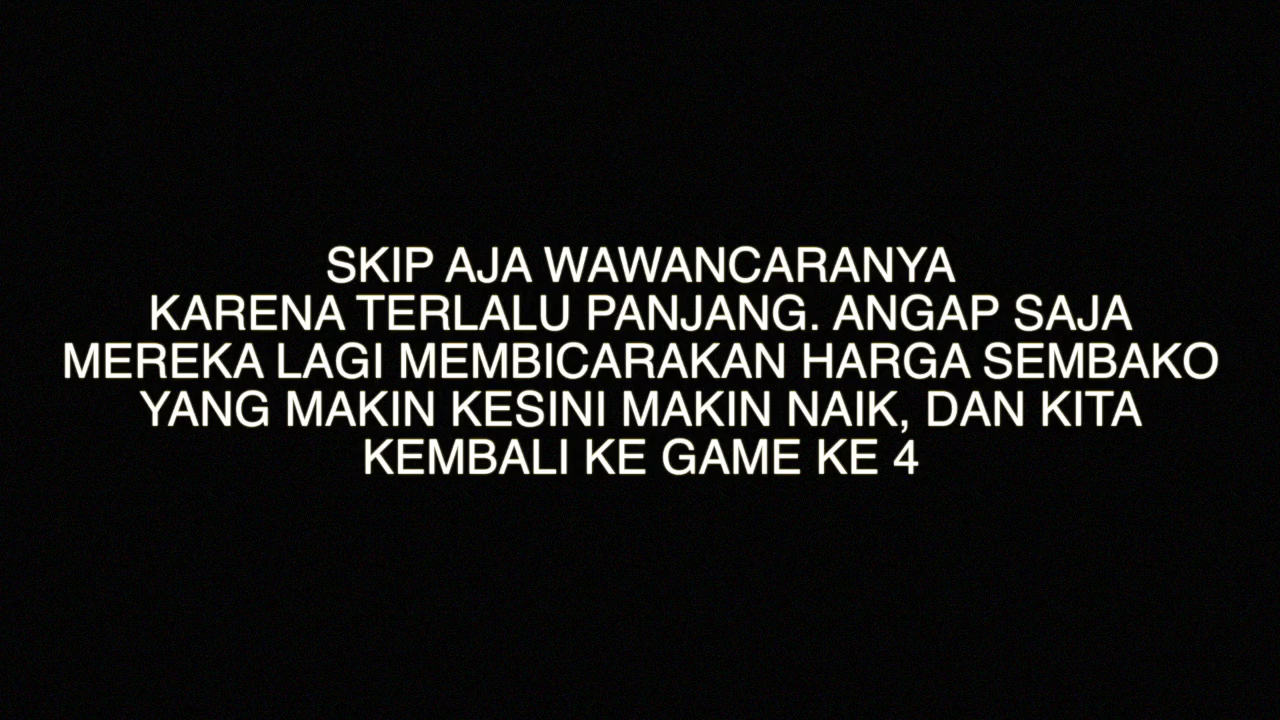 SKIP AJA WAWANCARANYA
KARENA TERLALU PANJANG. ANGAP SAJA
MEREKA LAGI MEMBICARAKAN HARGA SEMBAKO
YANG MAKIN KESINI MAKIN NAIK, DAN KITA
KEMBALI KE GAME KE 4